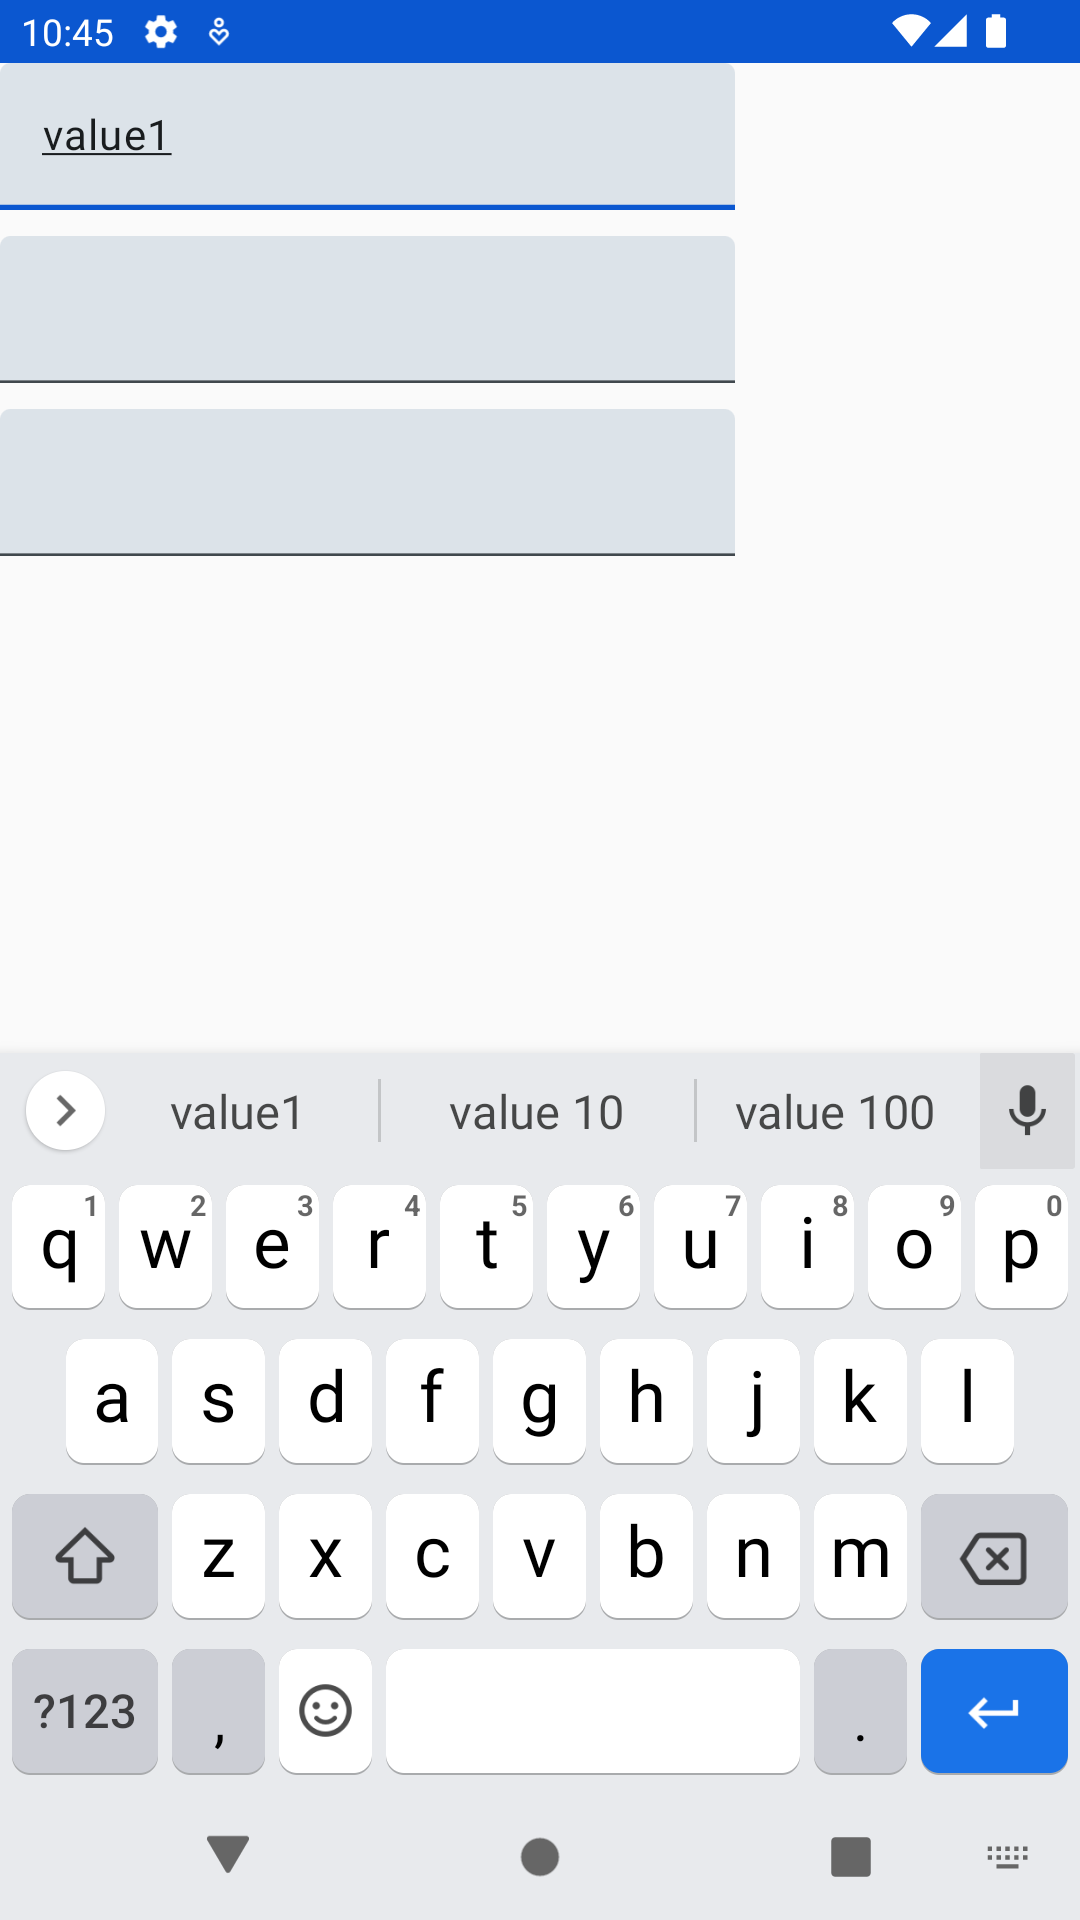 10:45
value1
value1 value 10 value 100
q 1 w 2 e 3 r 4 t 5 y 6 u 7 i 8 o 9 p 0
a s d f g h j k l
z x c v b n m
?123 , .